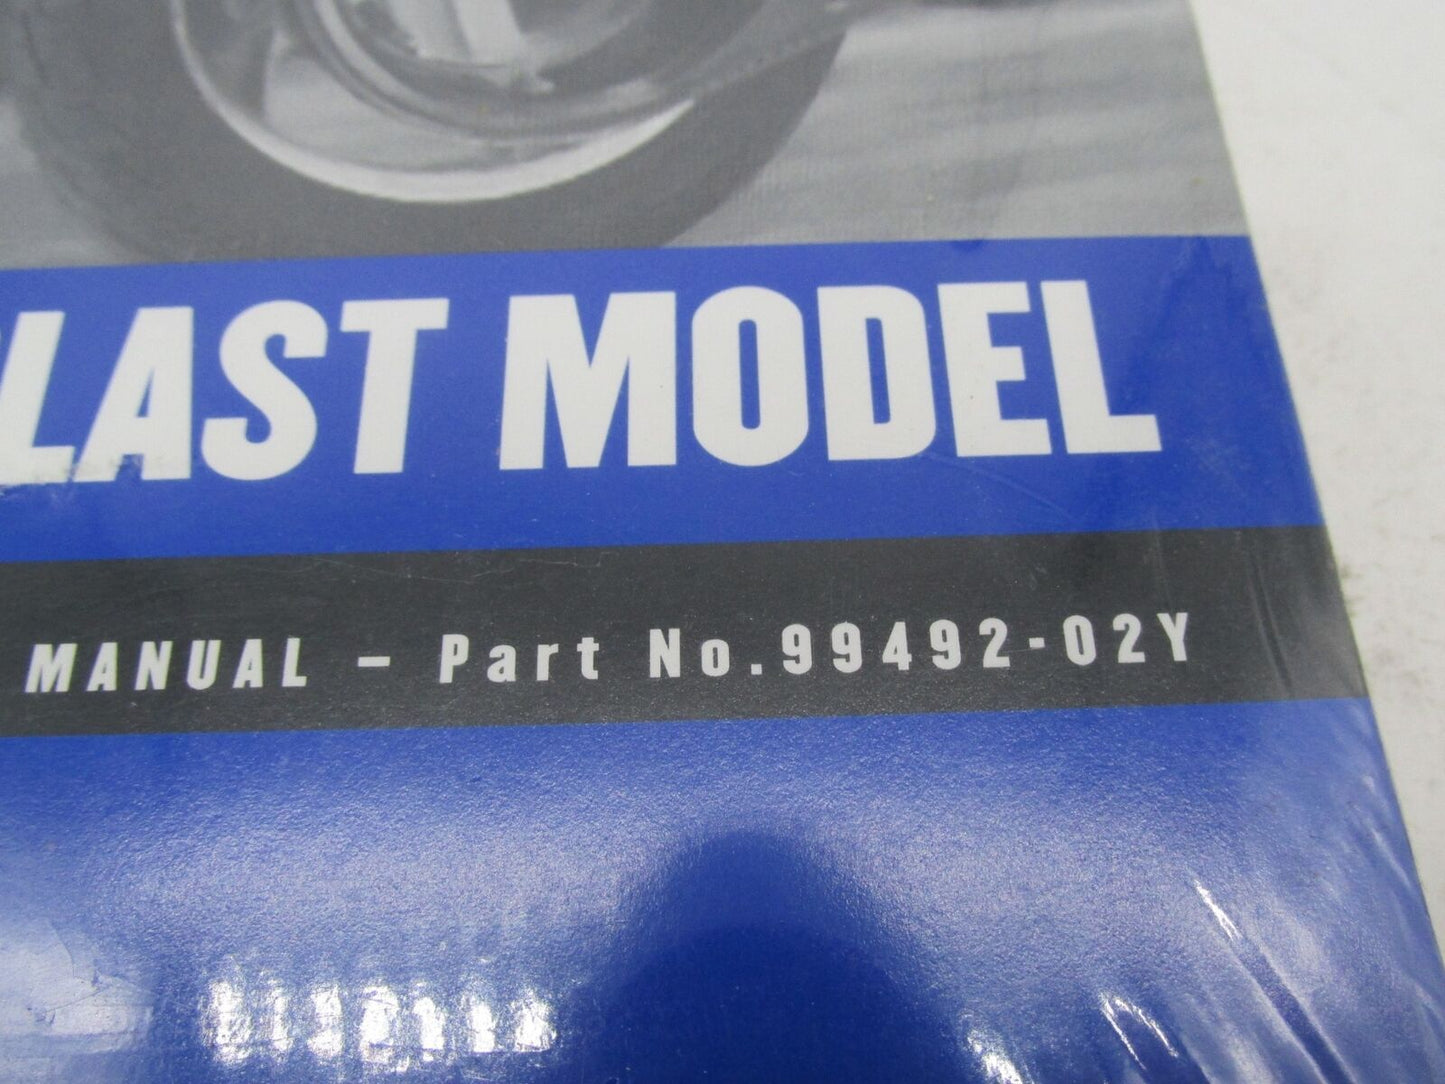 LAST MODEL
MANUAL – Part No.99492-02Y